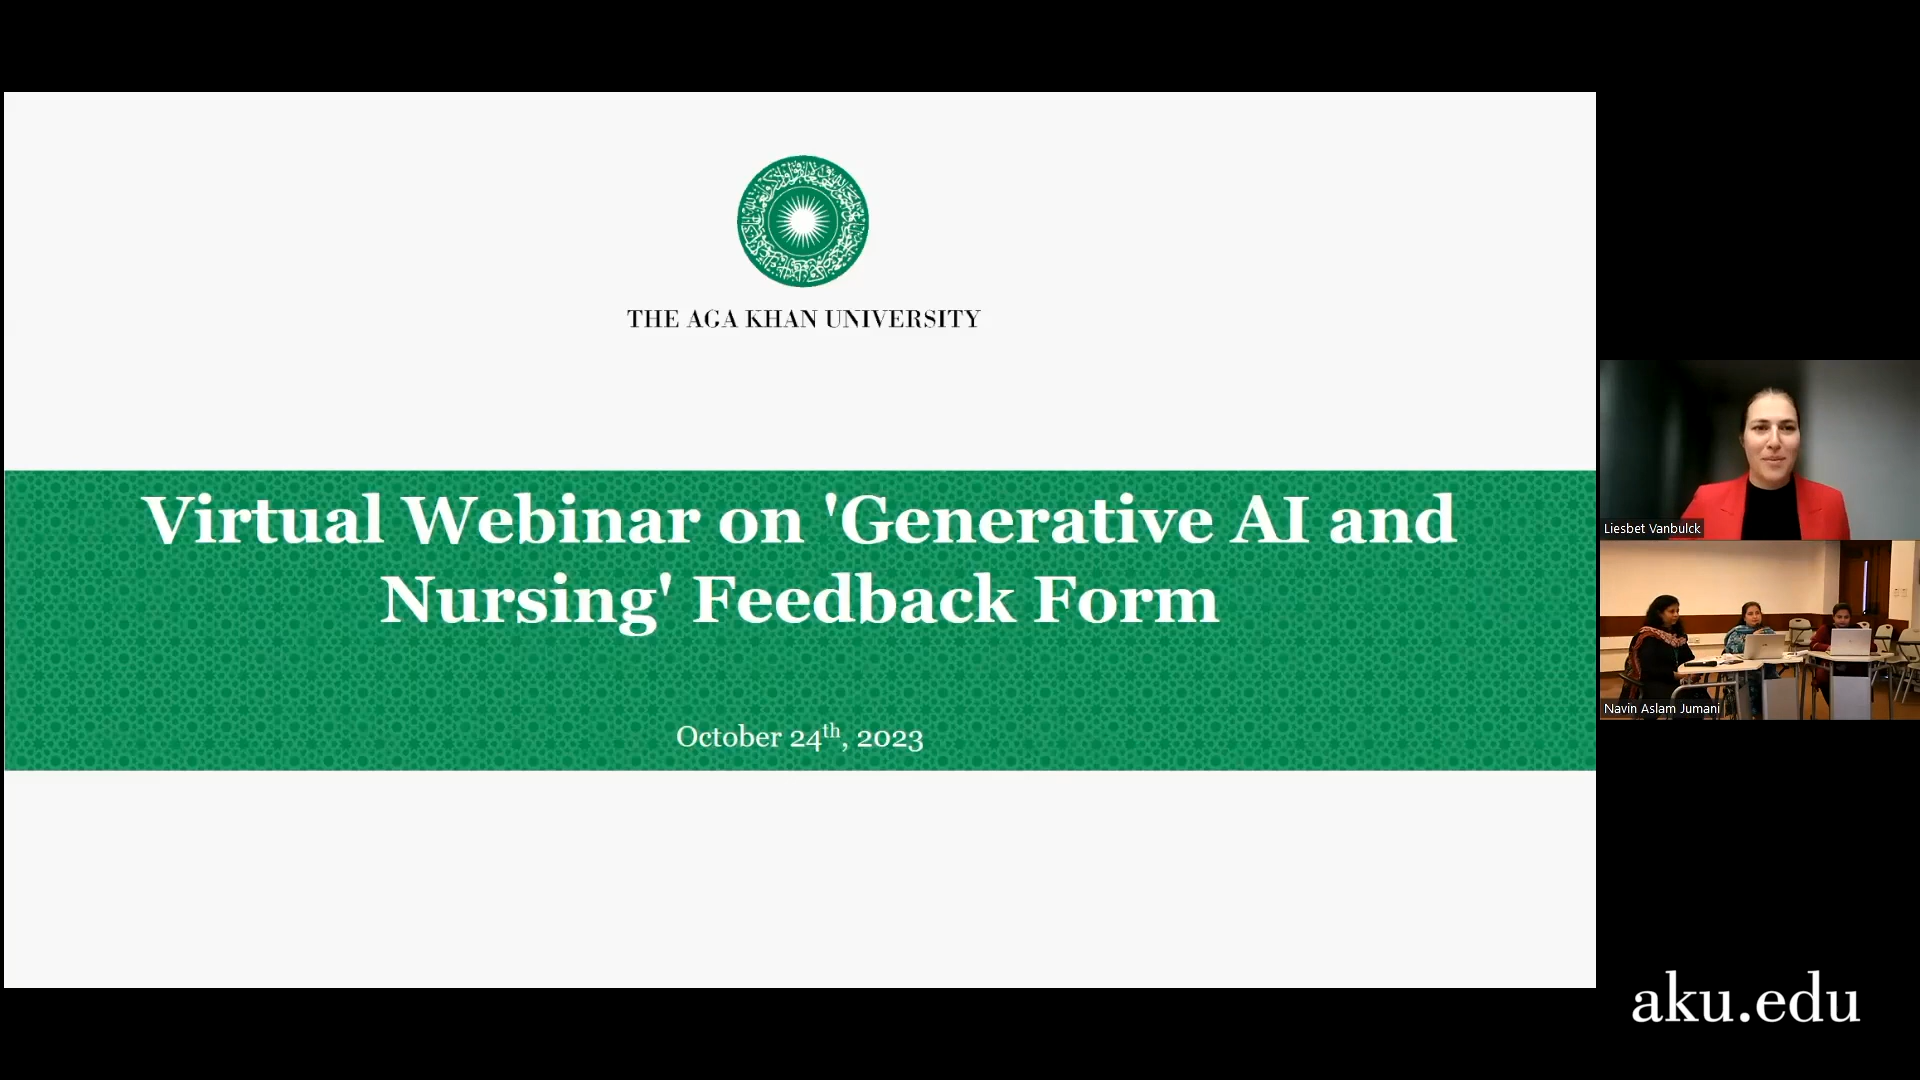 THE AGA KHAN UNIVERSITY
Virtual Webinar on 'Generative AI and
Nursing' Feedback Form
October 24th, 2023
Liesbet Vanbulck
Navin Aslam Jumani
aku.edu